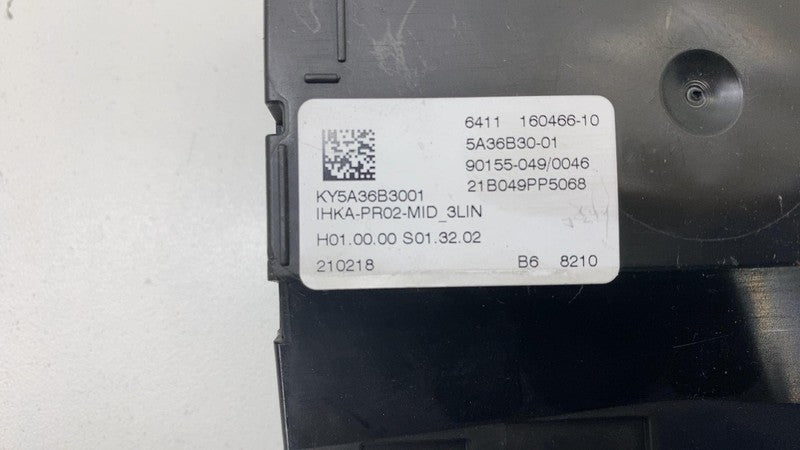 6411 160466-10
5A36B30-01
90155-049/0046
21B049PP5068
KY5A36B3001
IHKA-PR02-MID_3LIN
H01.00.00 S01.32.02
210218 B6 8210